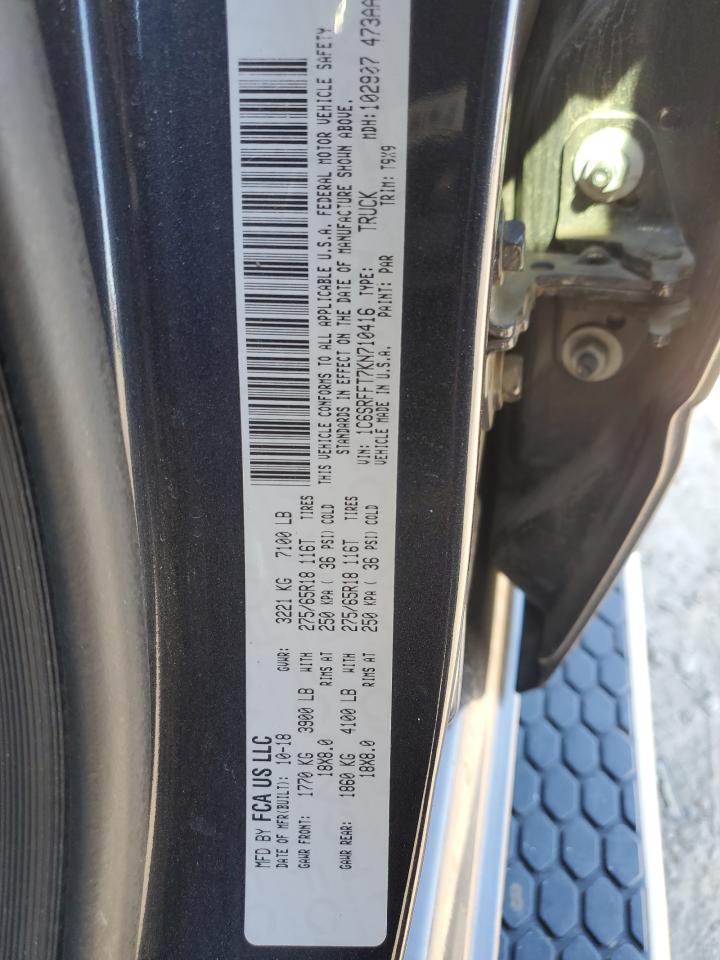 MFD BY FCA US LLC
DATE OF MFR(BUILT): 10-18 GVWR: 3221 KG 7100 LB
GAWR FRONT: 1770 KG 3900 LB WITH 275/65R18 116T TIRES
18X8.0 RIMS AT 250 KPA ( 36 PSI) COLD
GAWR REAR: 1860 KG 4100 LB WITH 275/65R18 116T TIRES
18X8.0 RIMS AT 250 KPA ( 36 PSI) COLD
THIS VEHICLE CONFORMS TO ALL APPLICABLE U.S.A. FEDERAL MOTOR VEHICLE SAFETY
STANDARDS IN EFFECT ON THE DATE OF MANUFACTURE SHOWN ABOVE.
VIN: 1C6SRFFT7KN710416 TYPE: TRUCK MDH: 102907 473AA
VEHICLE MADE IN U.S.A. PAINT: PAR TRIM: T9X9